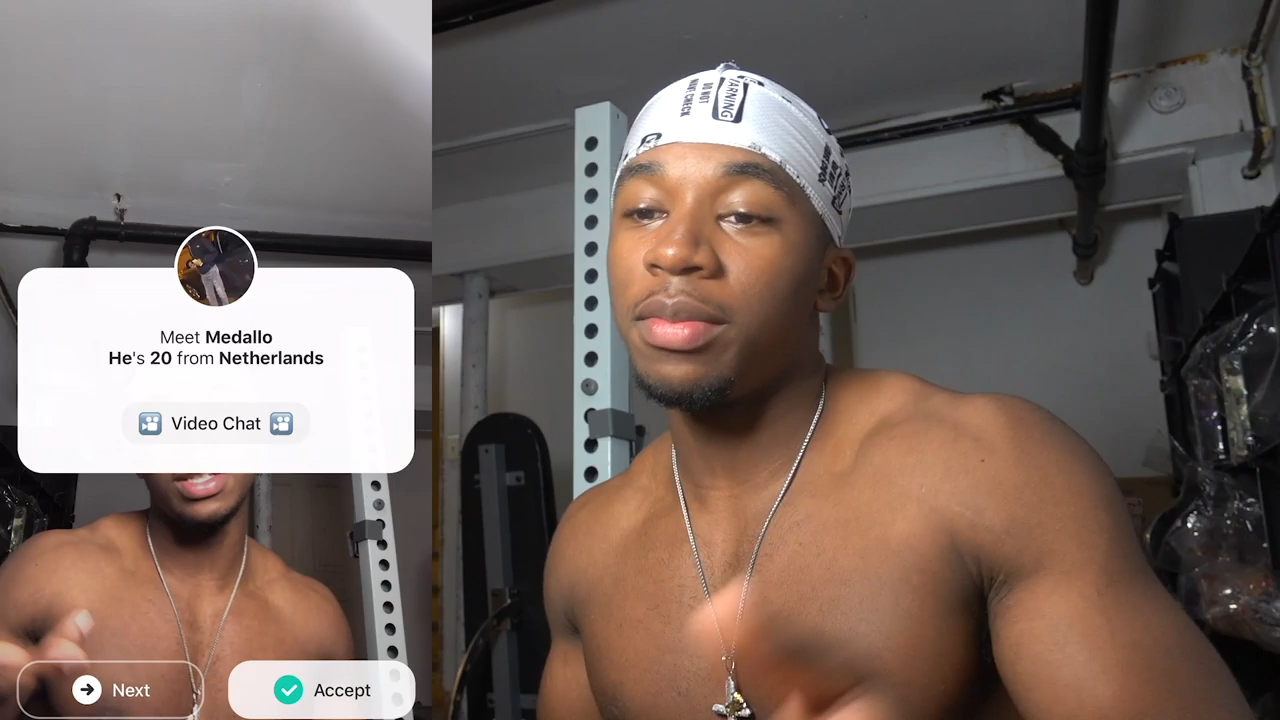 Meet Medallo
He's 20 from Netherlands
Video Chat
Next
Accept
WARNING
DO NOT